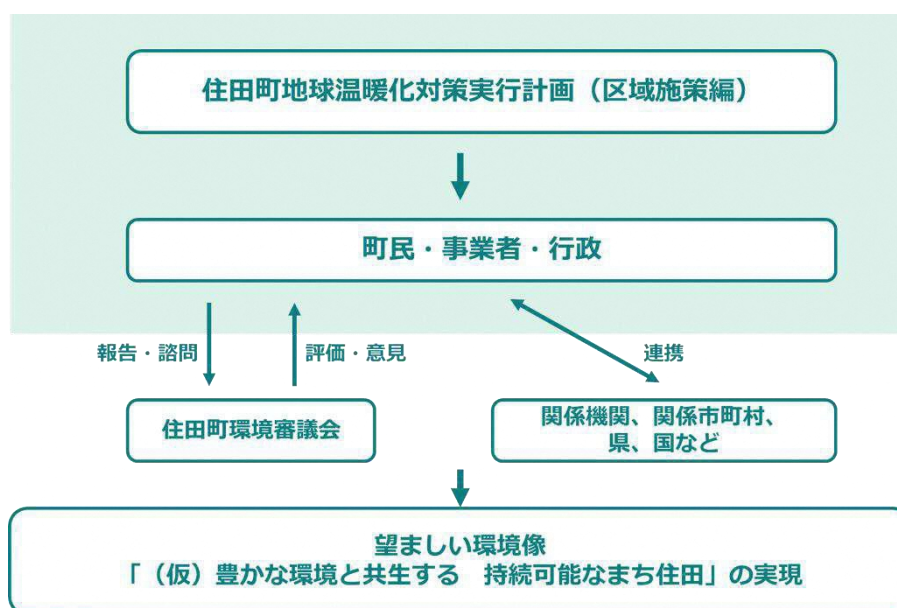 住田町地球温暖化対策実行計画（区域施策編）
町民・事業者・行政
報告・諮問
評価・意見
連携
住田町環境審議会
関係機関、関係市町村、
県、国など
望ましい環境像
「（仮）豊かな環境と共生する　持続可能なまち住田」の実現